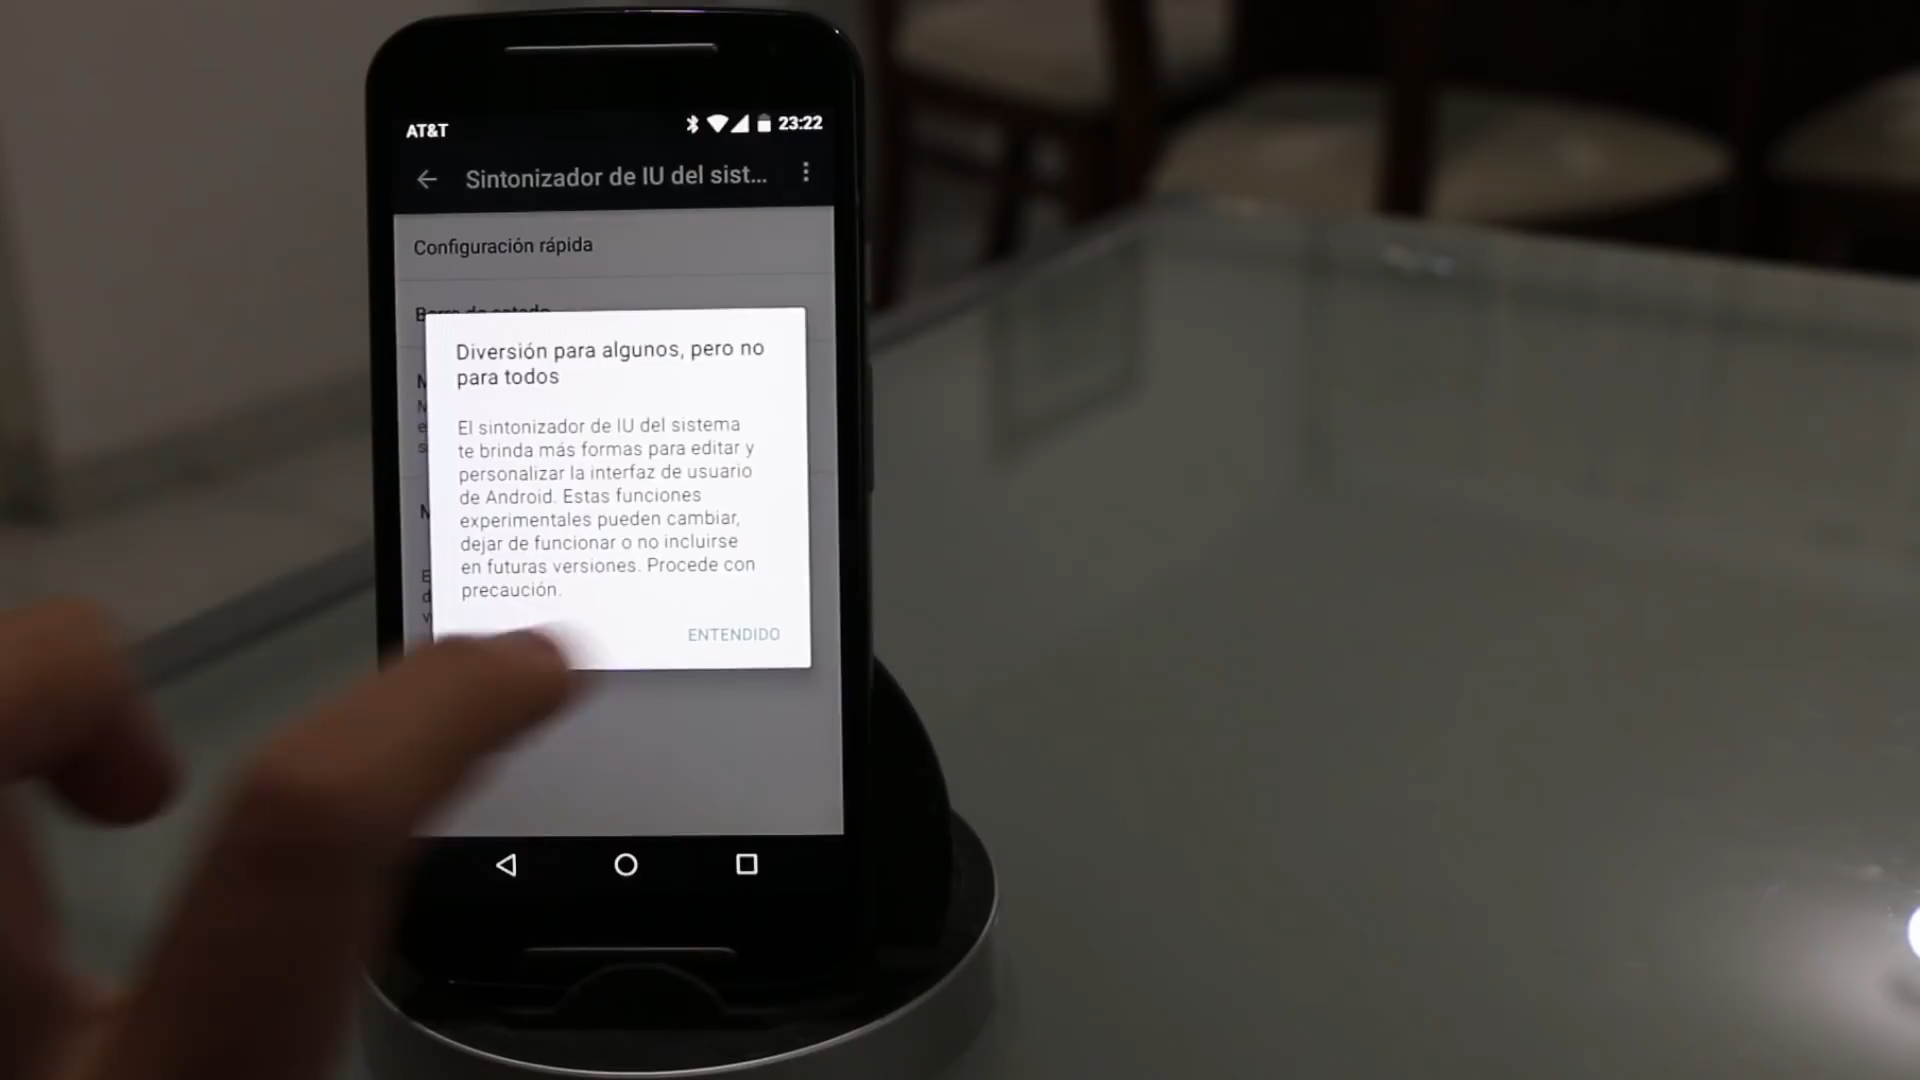 AT&T
23:22
Sintonizador de IU del sist...
Configuración rápida
Barra de estado
Diversión para algunos, pero no
para todos
El sintonizador de IU del sistema
te brinda más formas para editar y
personalizar la interfaz de usuario
de Android. Estas funciones
experimentales pueden cambiar,
dejar de funcionar o no incluirse
en futuras versiones. Procede con
precaución.
ENTENDIDO